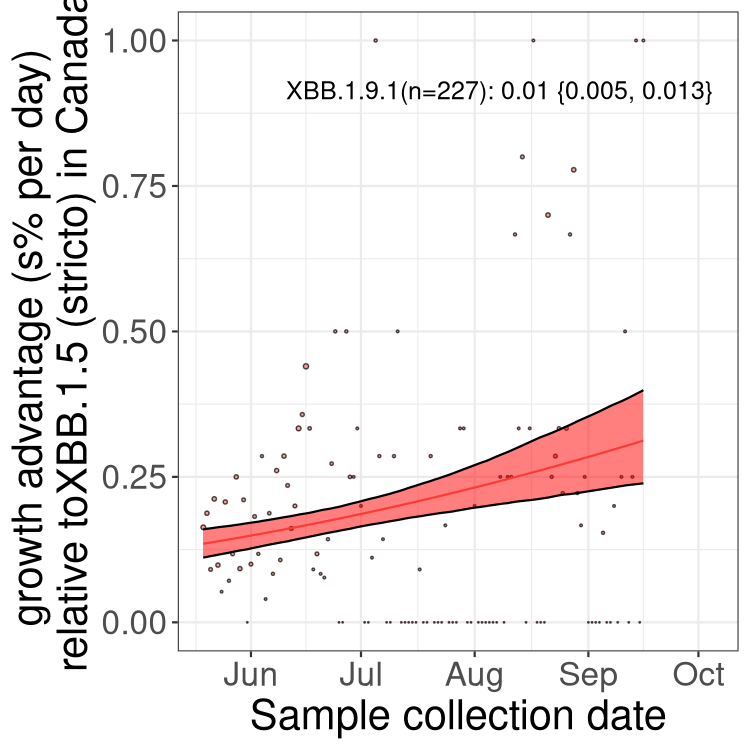 growth advantage (s% per day)
relative toXBB.1.5 (stricto) in Canada
1.00
0.75
0.50
0.25
0.00
XBB.1.9.1(n=227): 0.01 {0.005, 0.013}
Jun Jul Aug Sep Oct
Sample collection date